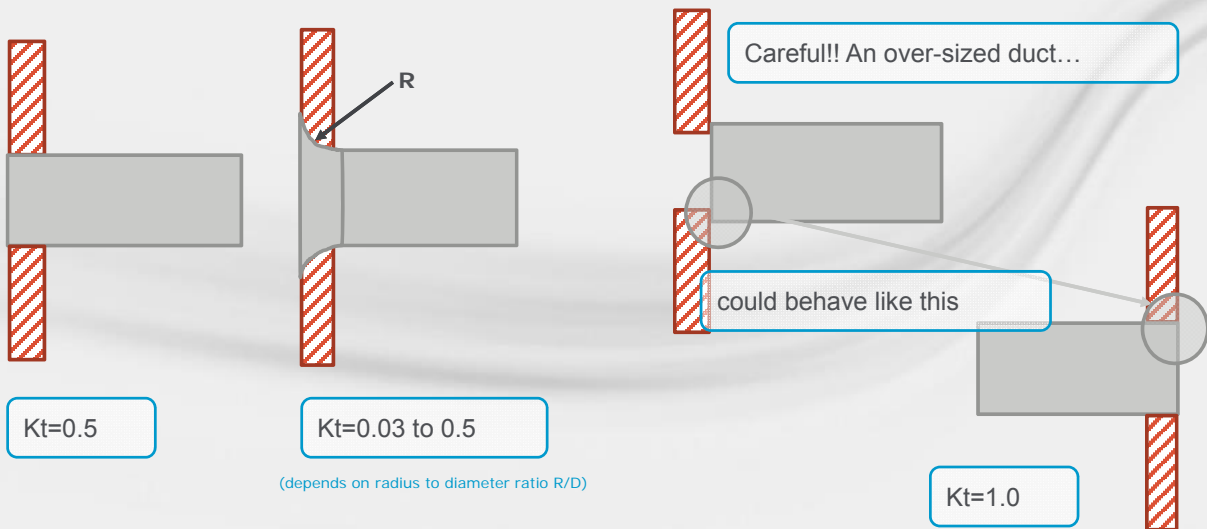 R
Careful!! An over-sized duct…
could behave like this
Kt=0.5
Kt=0.03 to 0.5
(depends on radius to diameter ratio R/D)
Kt=1.0